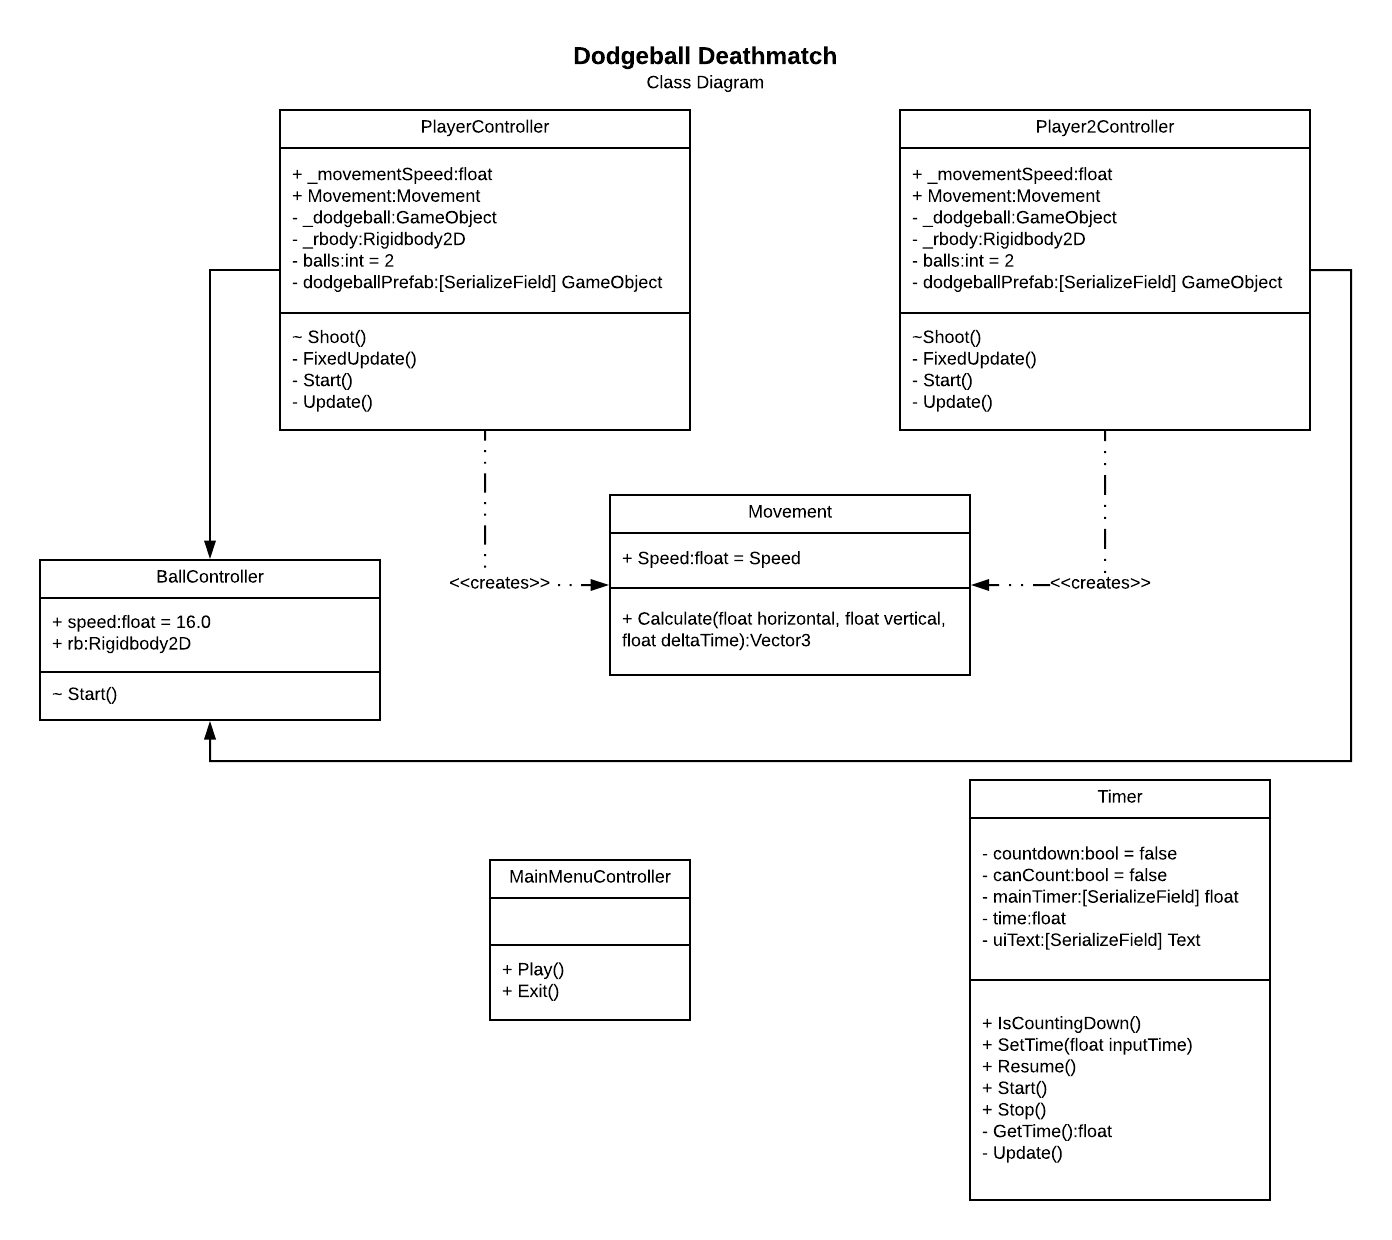 Dodgeball Deathmatch
Class Diagram
PlayerController
+ _movementSpeed:float
+ Movement:Movement
- _dodgeball:GameObject
- _rbody:Rigidbody2D
- balls:int = 2
- dodgeballPrefab:[SerializeField] GameObject
~ Shoot()
- FixedUpdate()
- Start()
- Update()
Player2Controller
+ _movementSpeed:float
+ Movement:Movement
- _dodgeball:GameObject
- _rbody:Rigidbody2D
- balls:int = 2
- dodgeballPrefab:[SerializeField] GameObject
~Shoot()
- FixedUpdate()
- Start()
- Update()
<<creates>>
Movement
+ Speed:float = Speed
+ Calculate(float horizontal, float vertical,
float deltaTime):Vector3
<<creates>>
BallController
+ speed:float = 16.0
+ rb:Rigidbody2D
~ Start()
MainMenuController
+ Play()
+ Exit()
Timer
- countdown:bool = false
- canCount:bool = false
- mainTimer:[SerializeField] float
- time:float
- uiText:[SerializeField] Text
+ IsCountingDown()
+ SetTime(float inputTime)
+ Resume()
+ Start()
+ Stop()
- GetTime():float
- Update()